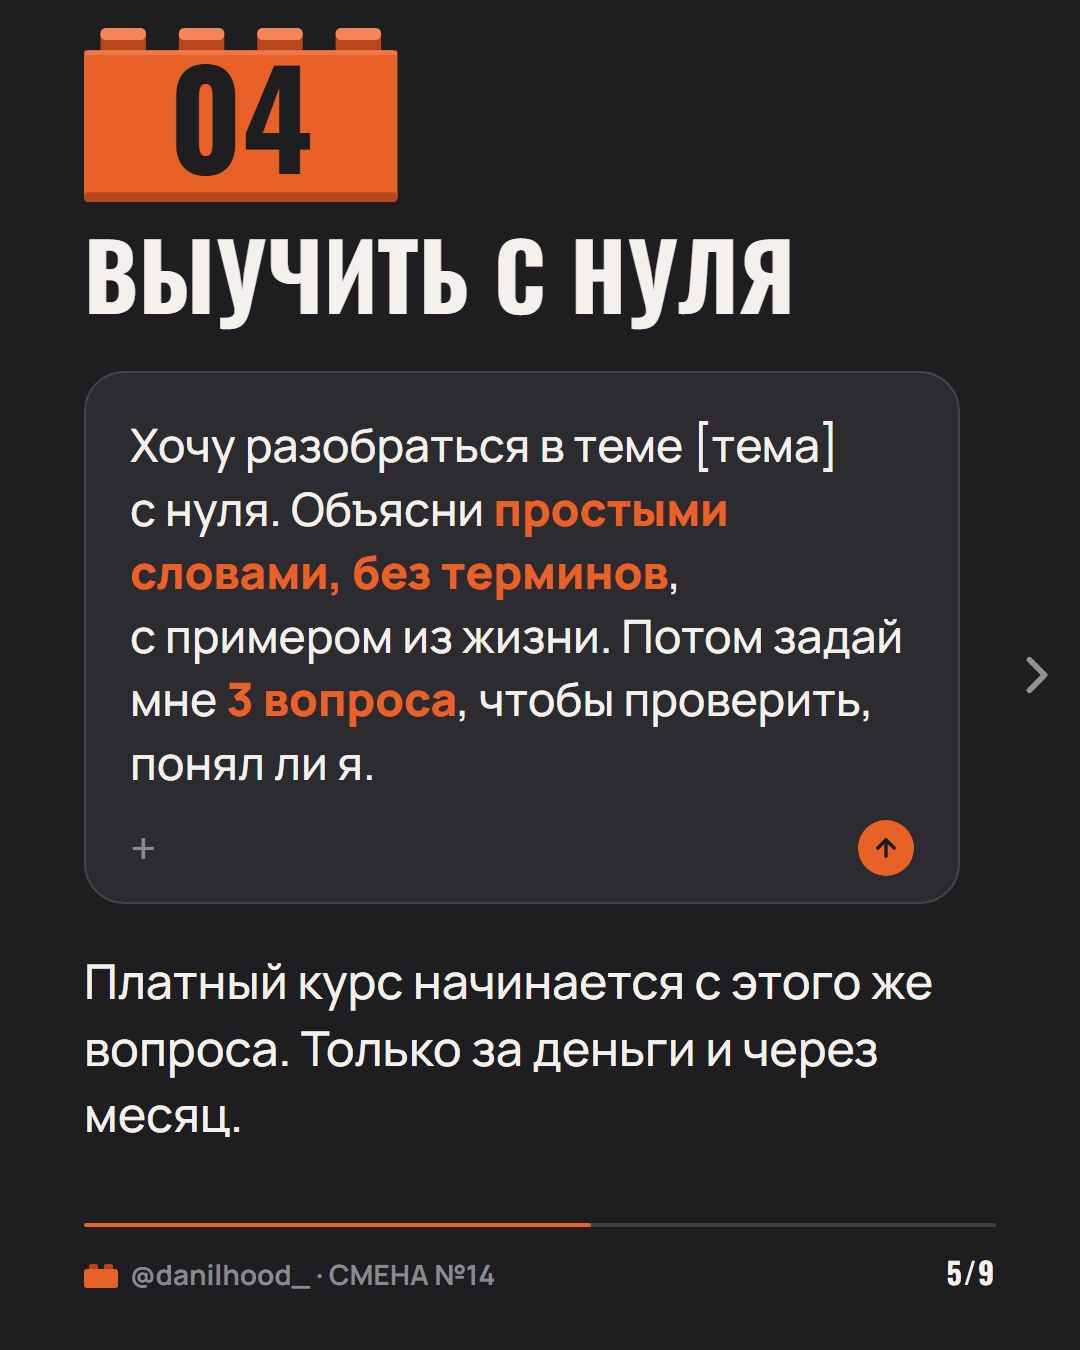 04
ВЫУЧИТЬ С НУЛЯ
Хочу разобраться в теме [тема]
с нуля. Объясни простыми
словами, без терминов,
с примером из жизни. Потом задай
мне 3 вопроса, чтобы проверить,
понял ли я.
+
Платный курс начинается с этого же
вопроса. Только за деньги и через
месяц.
@danilhood_ · СМЕНА №14
5/9